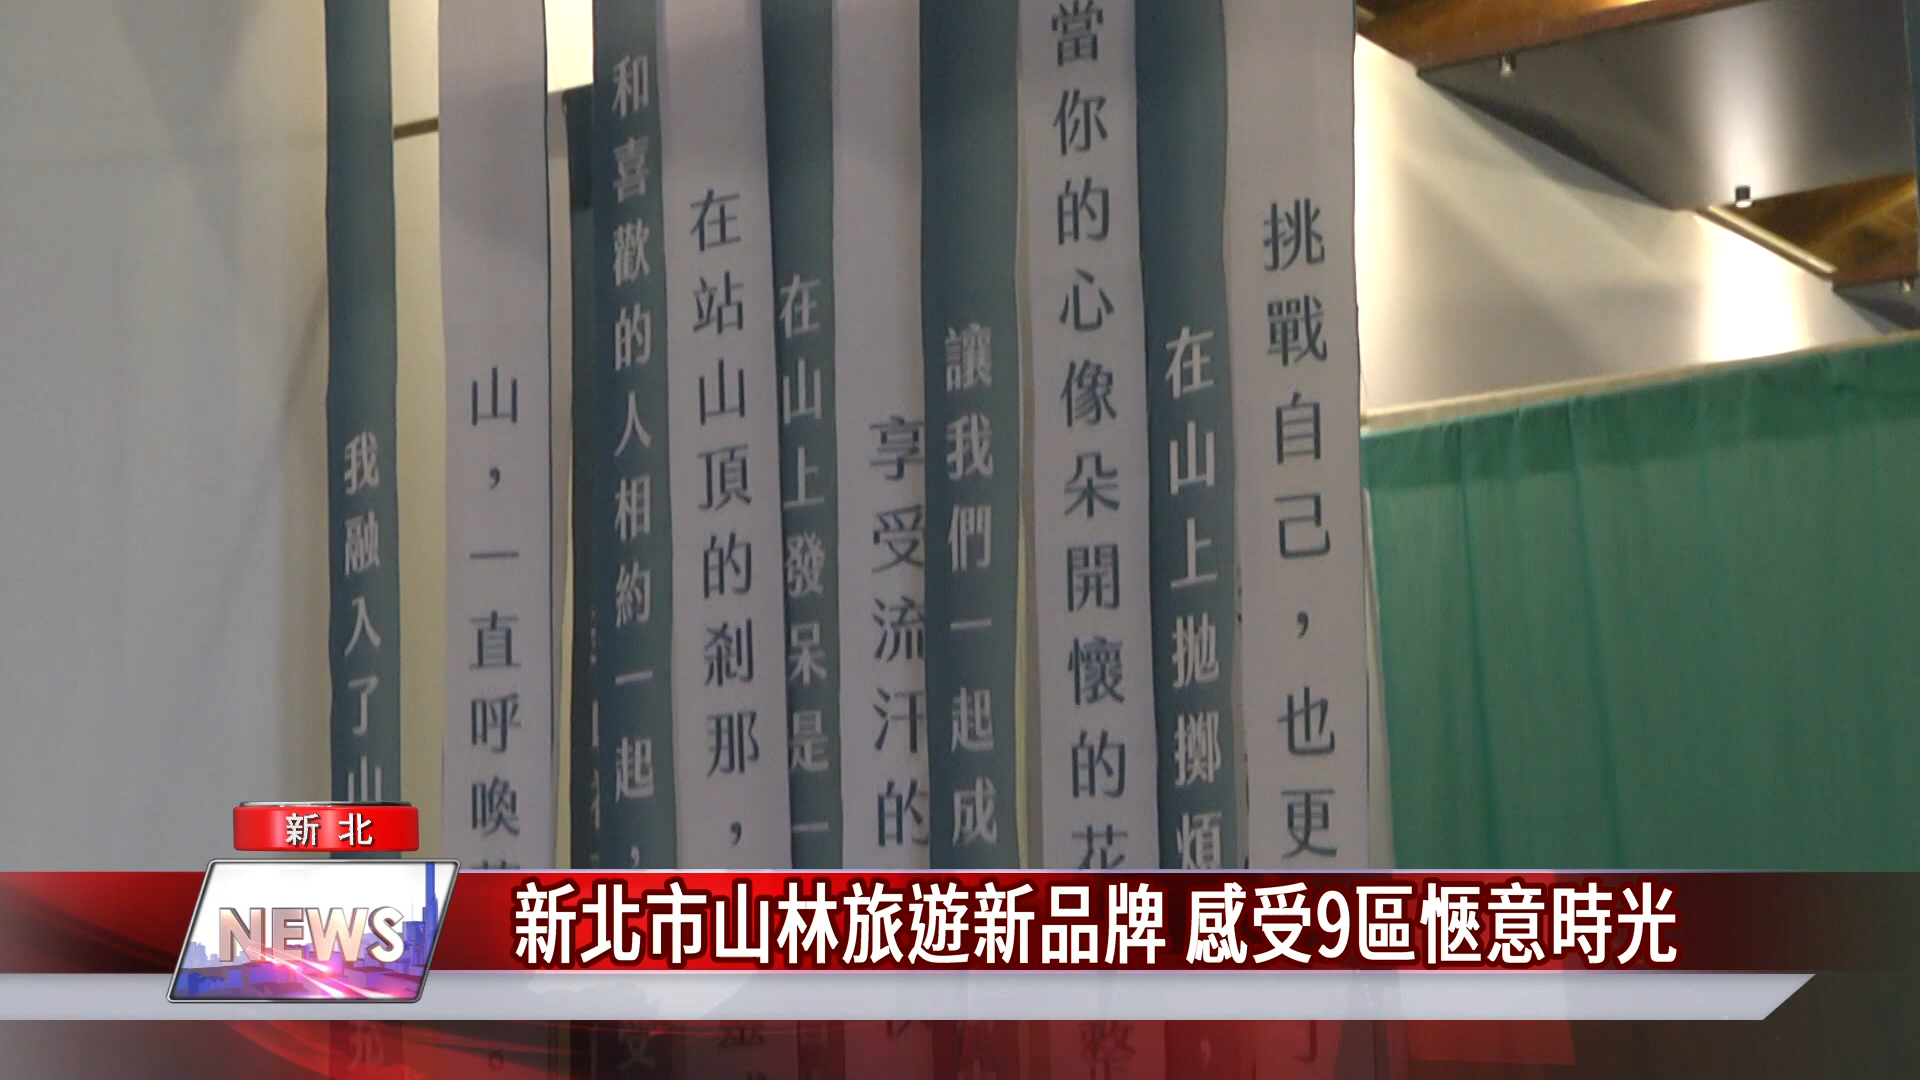 挑戰自己，也更
在山上拋擲煩
當你的心像朵開懷的花
讓我們一起成
享受流汗的
在山上發呆是一
在站山頂的剎那，
和喜歡的人相約一起，
山，一直呼喚著
我融入了山
新北
NEWS
新北市山林旅遊新品牌 感受9區愜意時光